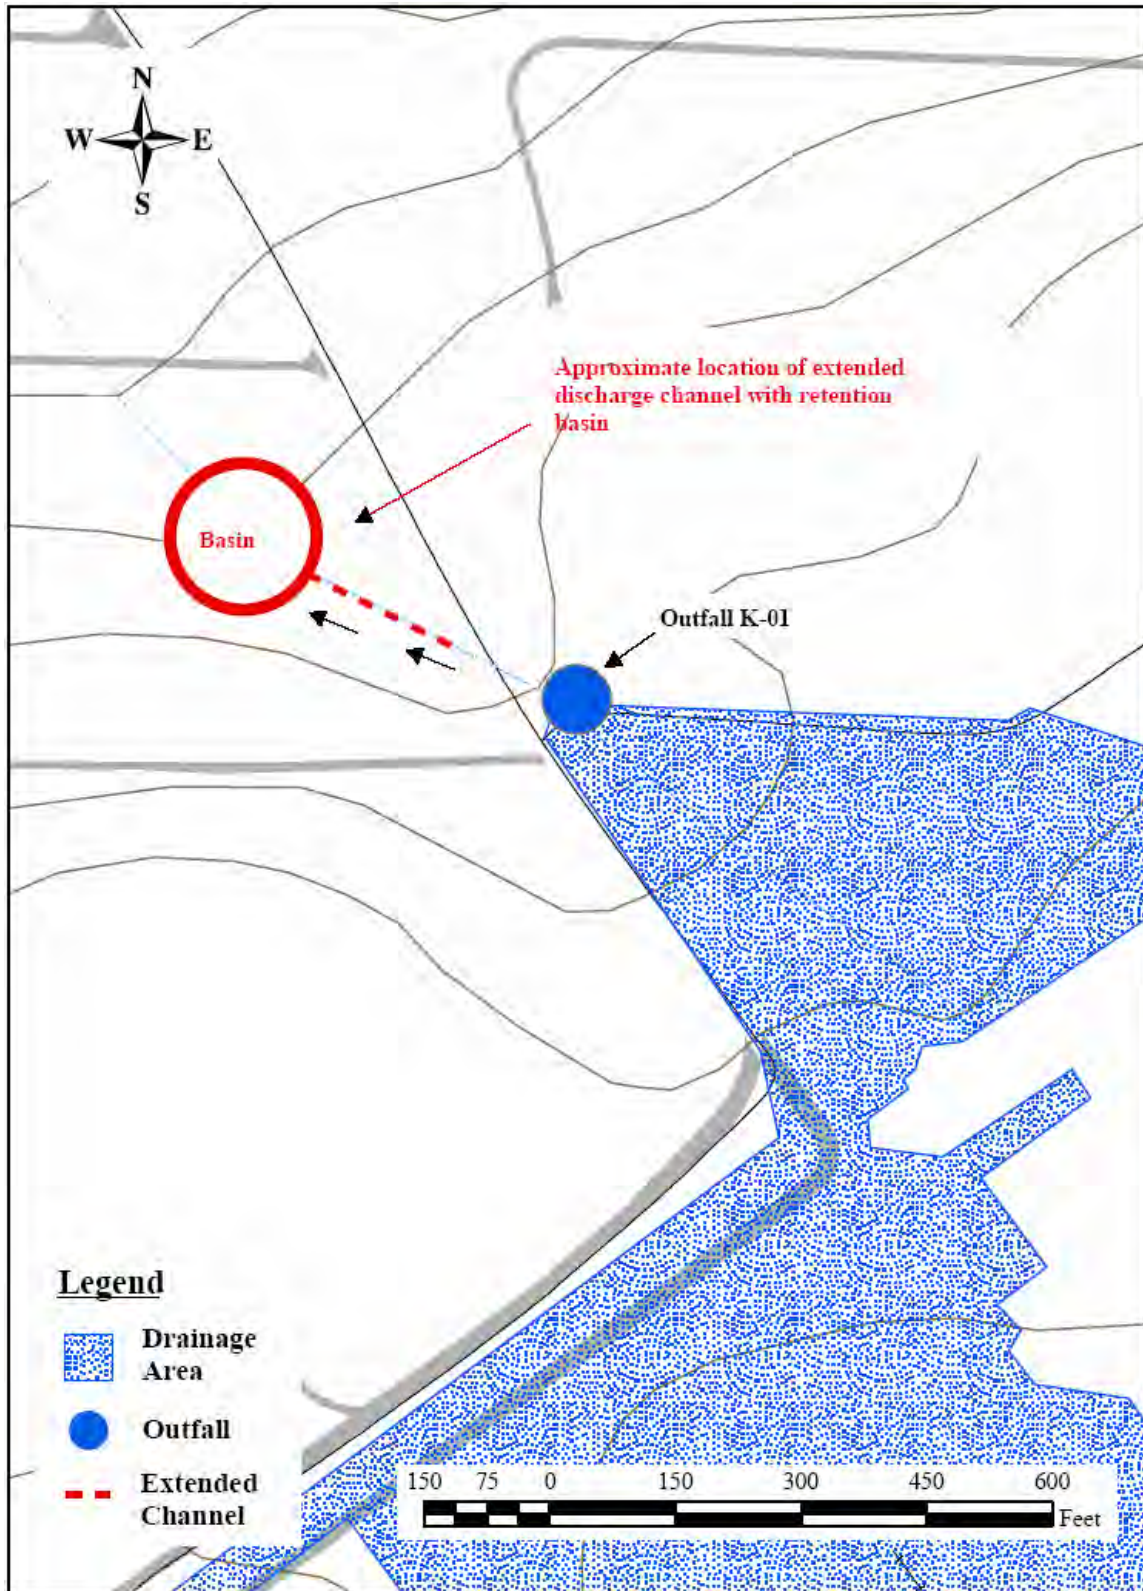 N
W E
S
Approximate location of extended
discharge channel with retention
basin
Basin
Outfall K-01
Legend
Drainage
Area
Outfall
Extended
Channel
150 75 0 150 300 450 600
Feet